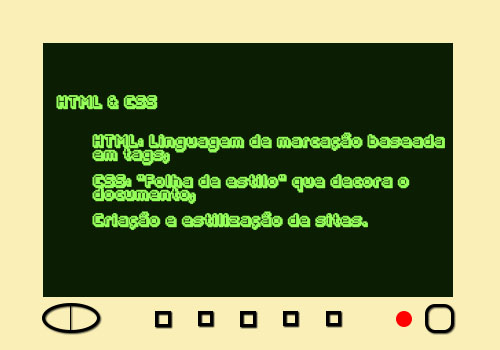 HTML & CSS
HTML: Linguagem de marcação baseada
em tags;
CSS: "Folha de estilo" que decora o
documento;
Criação e estilização de sites.